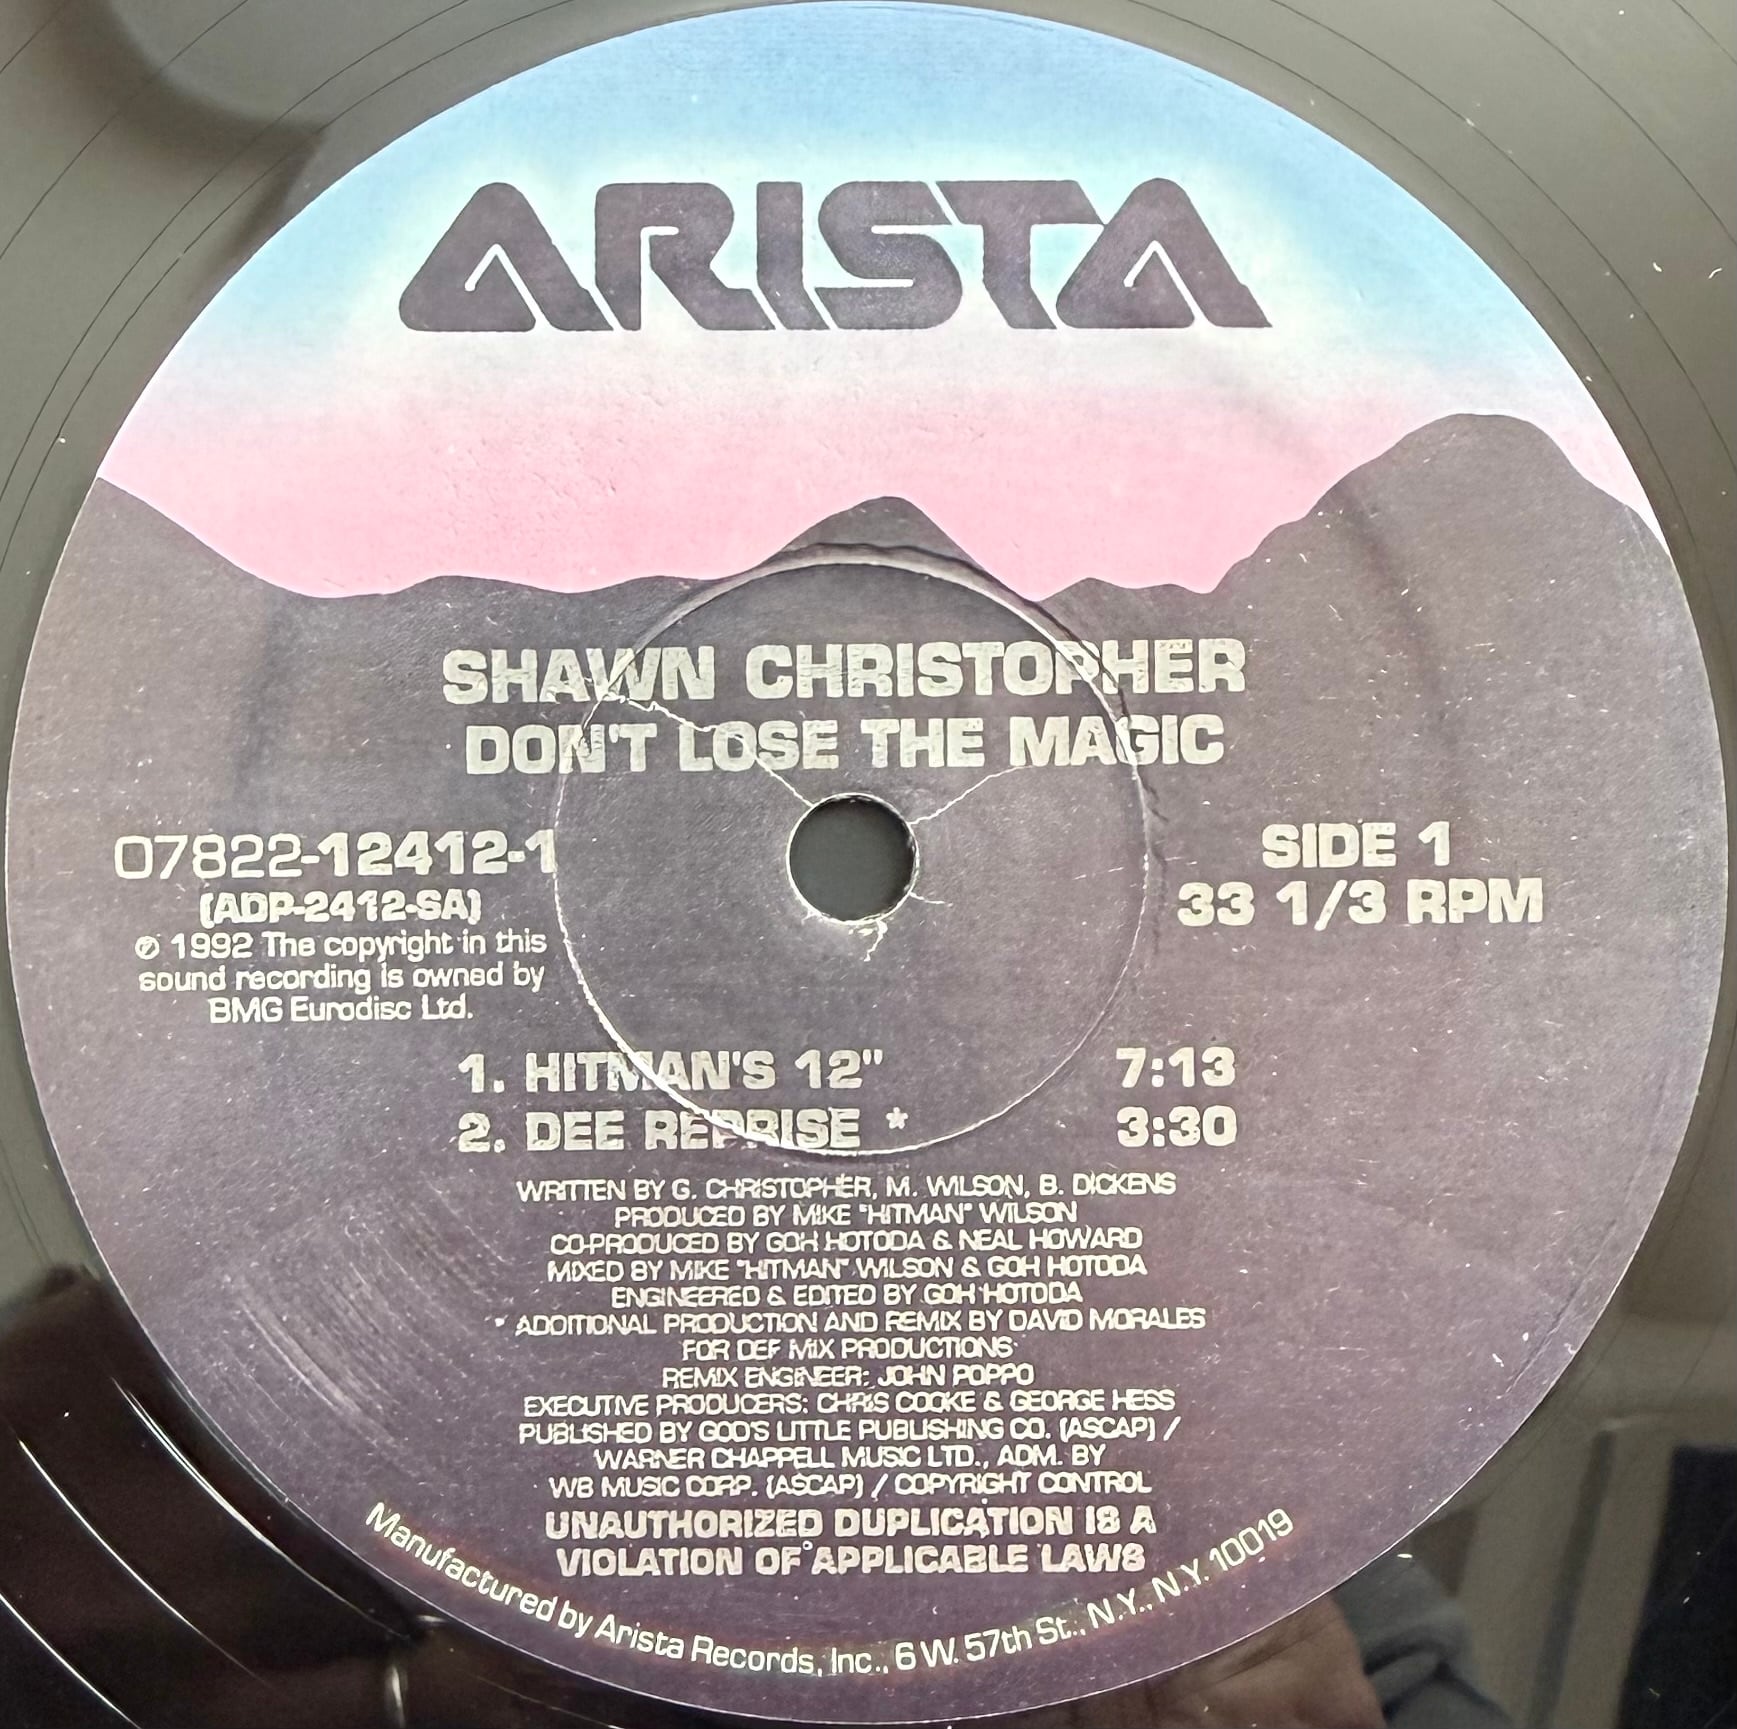 ARISTA
SHAWN CHRISTOPHER
DON'T LOSE THE MAGIC
07822-12412-1
(ADP-2412-SA)
℗ 1992 The copyright in this
sound recording is owned by
BMG Eurodisc Ltd.
SIDE 1
33 1/3 RPM
1. HITMAN'S 12" 7:13
2. DEE REPRISE * 3:30
WRITTEN BY G. CHRISTOPHER, M. WILSON, B. DICKENS
PRODUCED BY MIKE "HITMAN" WILSON
CO-PRODUCED BY GOH HOTODA & NEAL HOWARD
MIXED BY MIKE "HITMAN" WILSON & GOH HOTODA
ENGINEERED & EDITED BY GOH HOTODA
* ADDITIONAL PRODUCTION AND REMIX BY DAVID MORALES
FOR DEF MIX PRODUCTIONS
REMIX ENGINEER: JOHN POPPO
EXECUTIVE PRODUCERS: CHRIS COOKE & GEORGE HESS
PUBLISHED BY GOD'S LITTLE PUBLISHING CO. (ASCAP) /
WARNER CHAPPELL MUSIC LTD., ADM. BY
WB MUSIC CORP. (ASCAP) / COPYRIGHT CONTROL
UNAUTHORIZED DUPLICATION IS A
VIOLATION OF APPLICABLE LAWS
Manufactured by Arista Records, Inc., 6 W. 57th St., N.Y., N.Y. 10019